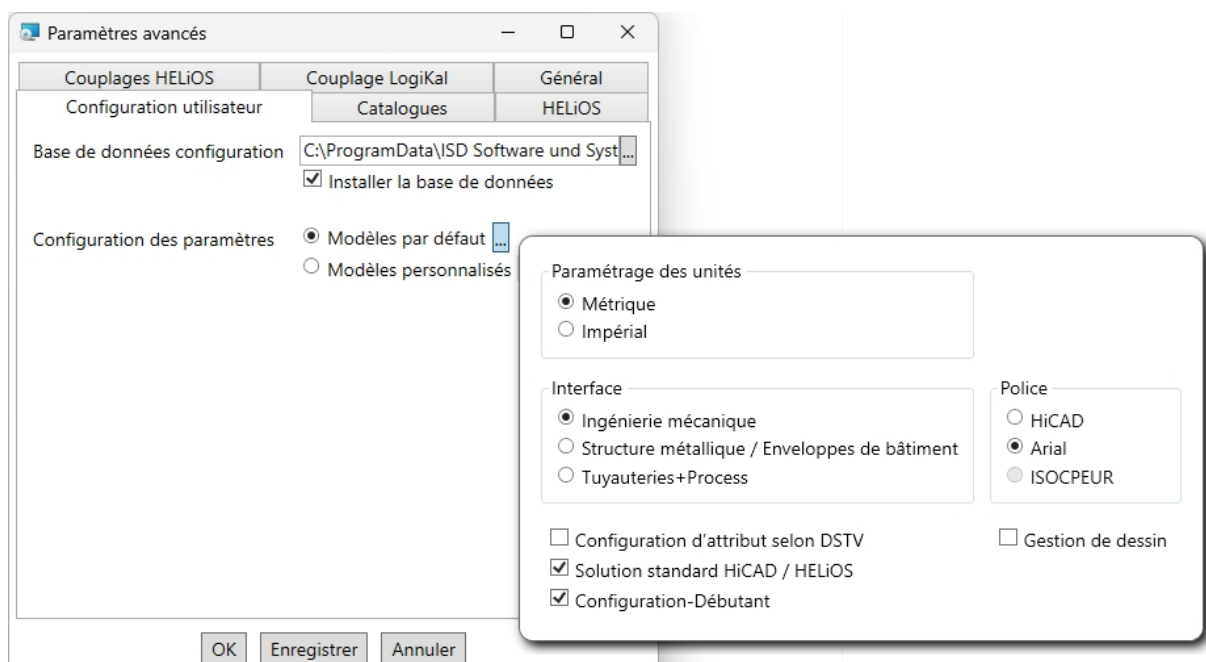 Paramètres avancés
Couplages HELiOS Couplage LogiKal Général
Configuration utilisateur Catalogues HELiOS
Base de données configuration C:\ProgramData\ISD Software und Syst ...
Installer la base de données
Configuration des paramètres Modèles par défaut ...
Modèles personnalisés
Paramétrage des unités
Métrique
Impérial
Interface
Ingénierie mécanique
Structure métallique / Enveloppes de bâtiment
Tuyauteries+Process
Police
HiCAD
Arial
ISOCPEUR
Configuration d'attribut selon DSTV
Solution standard HiCAD / HELiOS
Configuration-Débutant
Gestion de dessin
OK Enregistrer Annuler